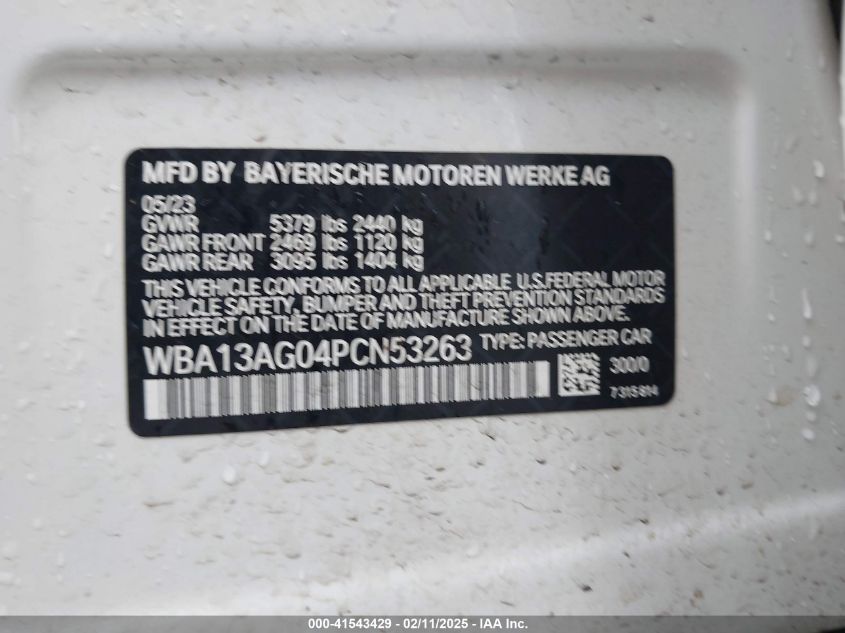 MFD BY BAYERISCHE MOTOREN WERKE AG
05/23
GVWR 5379 lbs 2440 kg
GAWR FRONT 2469 lbs 1120 kg
GAWR REAR 3095 lbs 1404 kg
THIS VEHICLE CONFORMS TO ALL APPLICABLE U.S.FEDERAL MOTOR
VEHICLE SAFETY, BUMPER AND THEFT PREVENTION STANDARDS
IN EFFECT ON THE DATE OF MANUFACTURE SHOWN ABOVE.
WBA13AG04PCN53263 TYPE: PASSENGER CAR
300/0
7315814
000-41543429 - 02/11/2025 - IAA Inc.